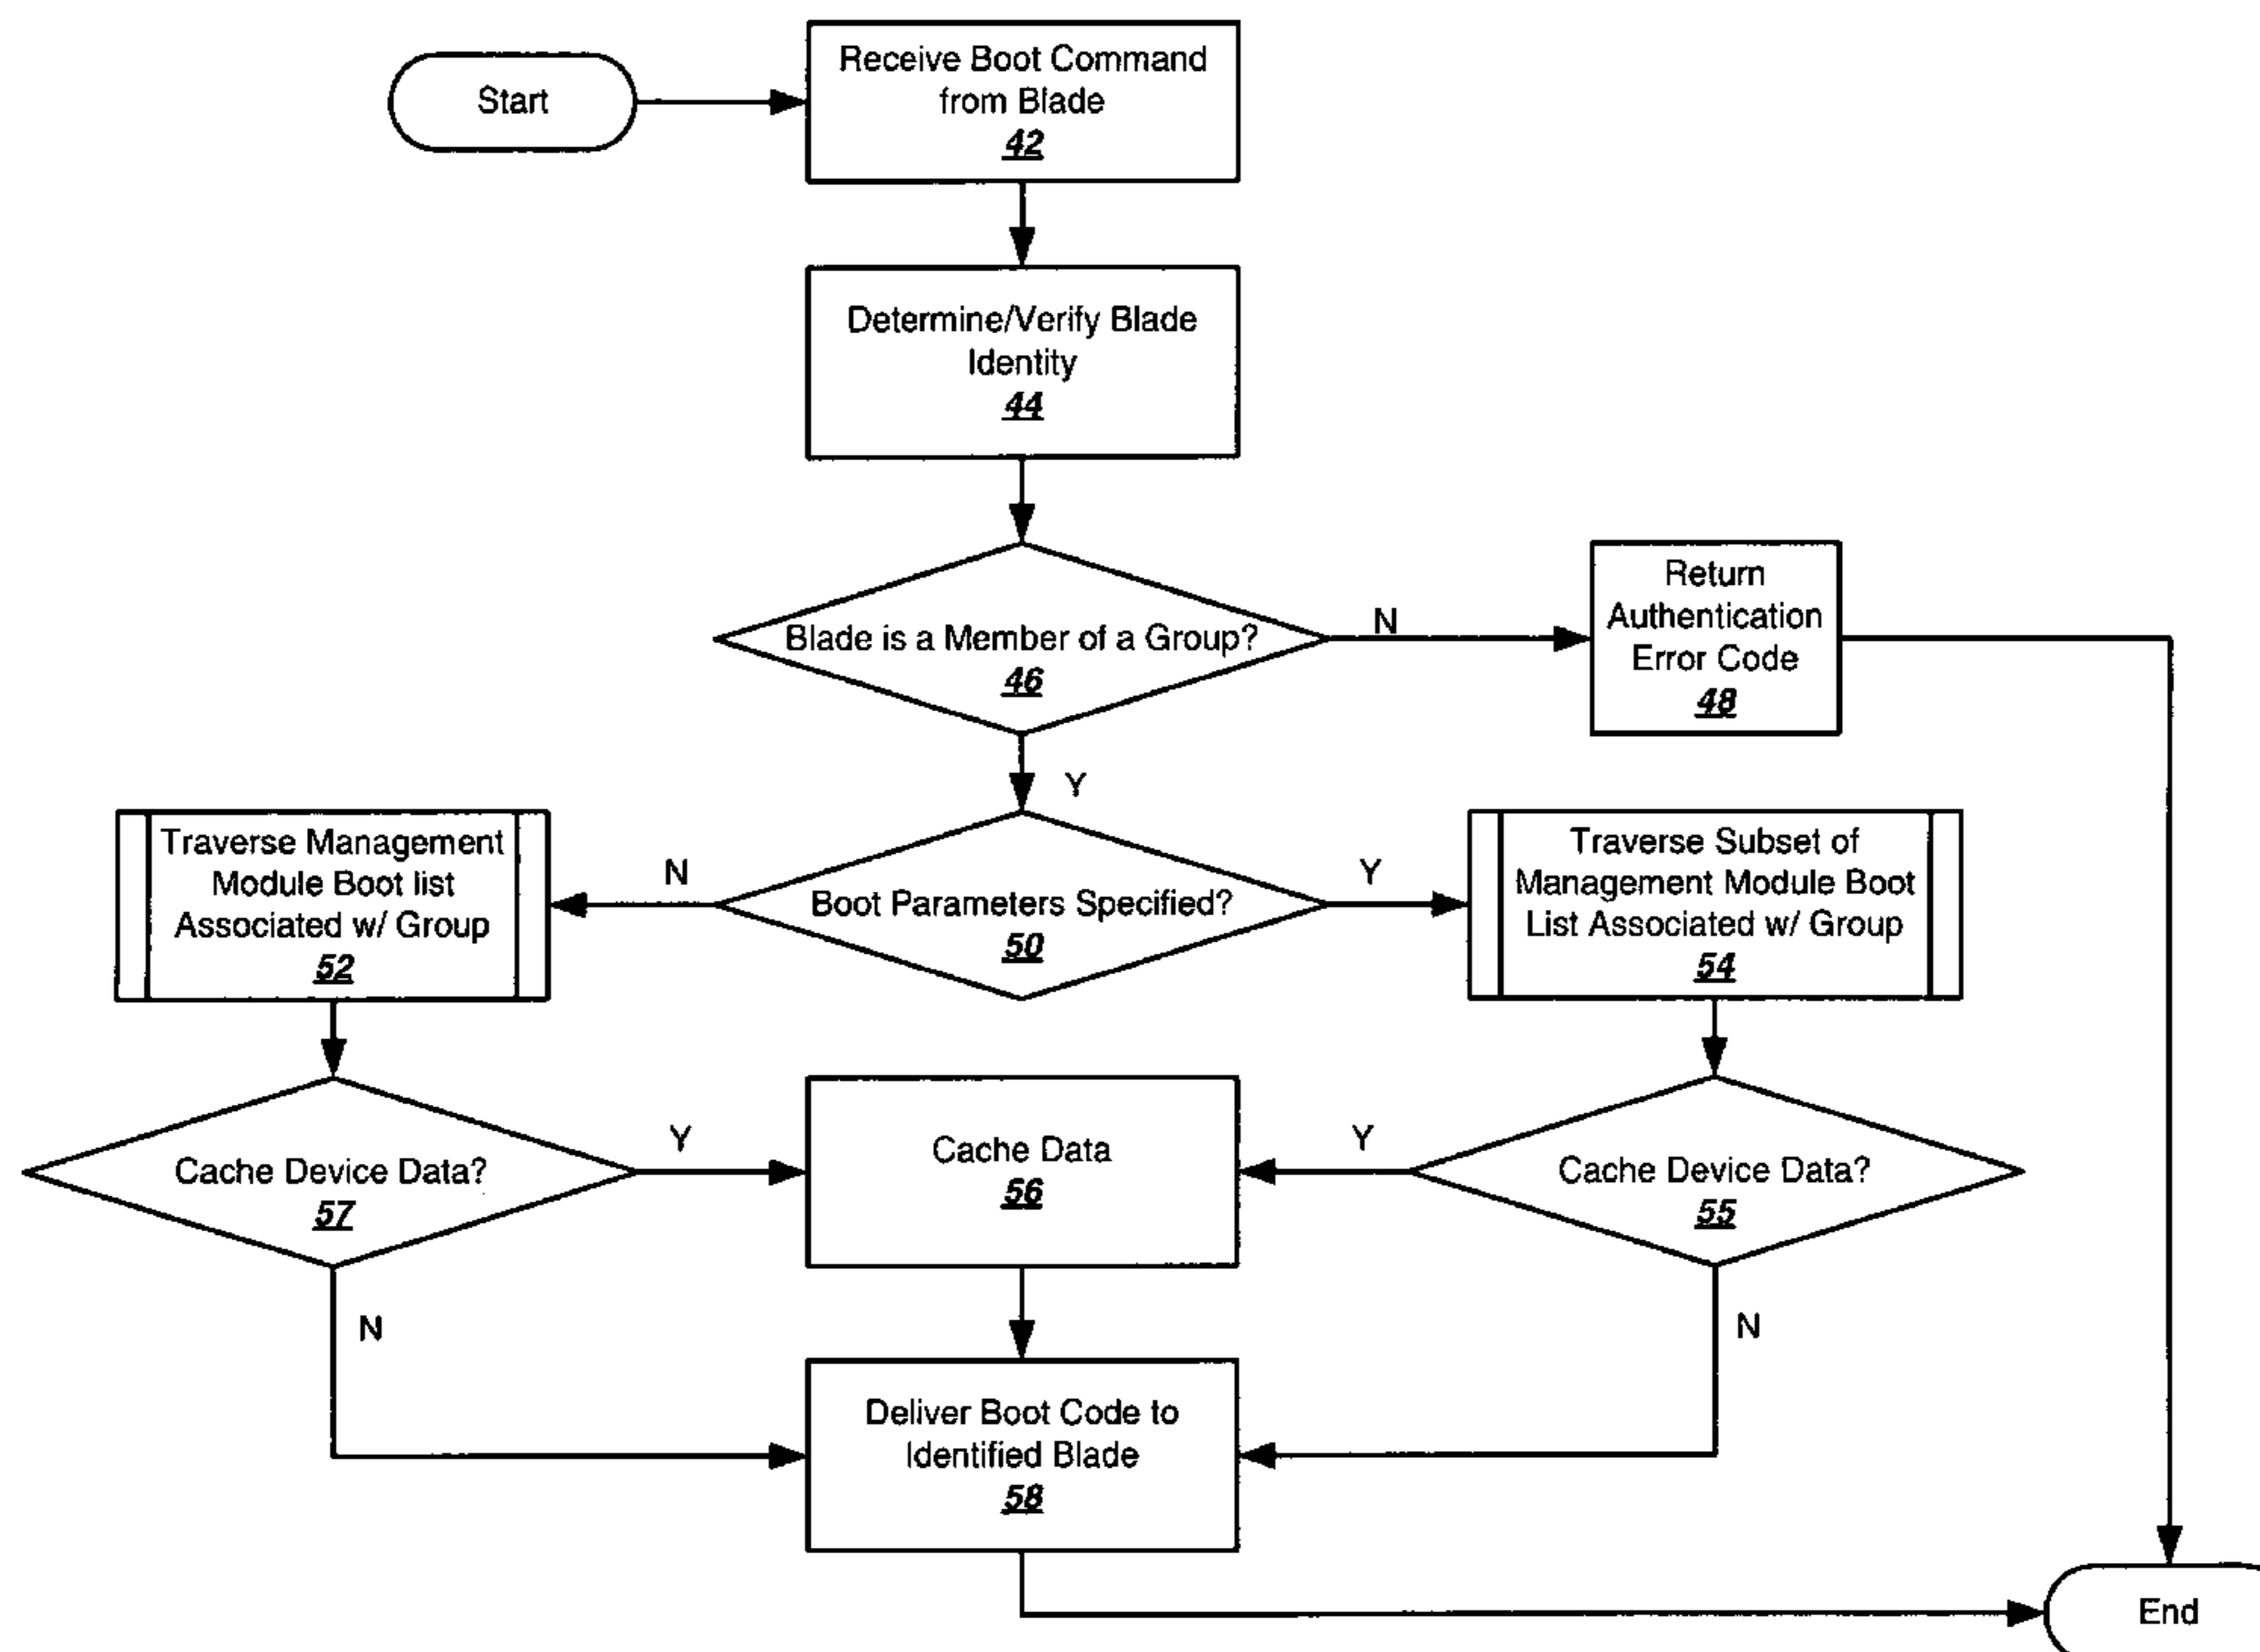 Start
Receive Boot Command
from Blade
42
Determine/Verify Blade
Identity
44
Blade is a Member of a Group?
46
N
Return
Authentication
Error Code
48
Y
Traverse Management
Module Boot list
Associated w/ Group
52
N
Boot Parameters Specified?
50
Y
Traverse Subset of
Management Module Boot
List Associated w/ Group
54
Cache Device Data?
57
Y
Cache Data
56
Y
Cache Device Data?
55
N
N
Deliver Boot Code to
Identified Blade
58
End